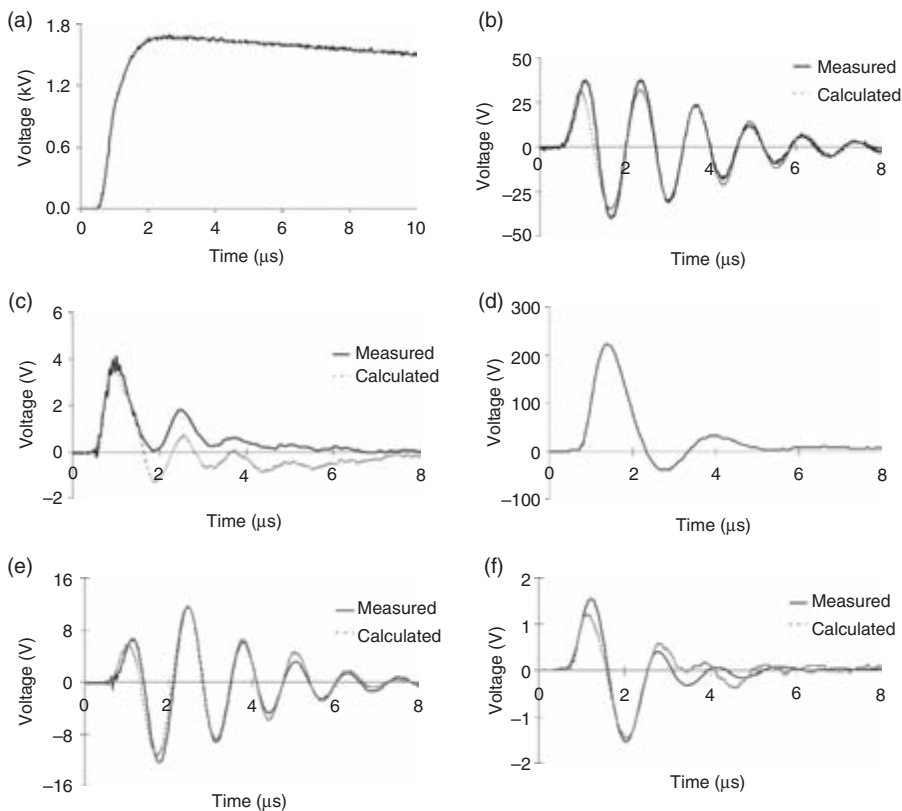 (a)
1.8
1.2
0.6
0.0
Voltage (kV)
0 2 4 6 8 10
Time (μs)
(b)
50
25
0
−25
−50
Voltage (V)
Measured
Calculated
0 2 4 6 8
Time (μs)
(c)
6
4
2
0
−2
Voltage (V)
Measured
Calculated
0 2 4 6 8
Time (μs)
(d)
300
200
100
0
−100
Voltage (V)
0 2 4 6 8
Time (μs)
(e)
16
8
0
−8
−16
Voltage (V)
Measured
Calculated
0 2 4 6 8
Time (μs)
(f)
2
1
0
−1
−2
Voltage (V)
Measured
Calculated
0 2 4 6 8
Time (μs)